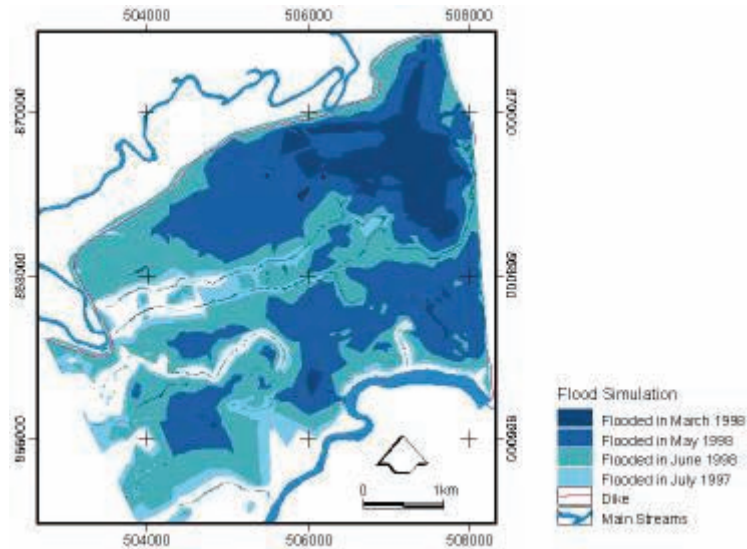 504000 506000 508000
870000 870000
868000 868000
866000 866000
504000 506000 508000
0 1km
Flood Simulation
Flooded in March 1998
Flooded in May 1998
Flooded in June 1998
Flooded in July 1997
Dike
Main Streams